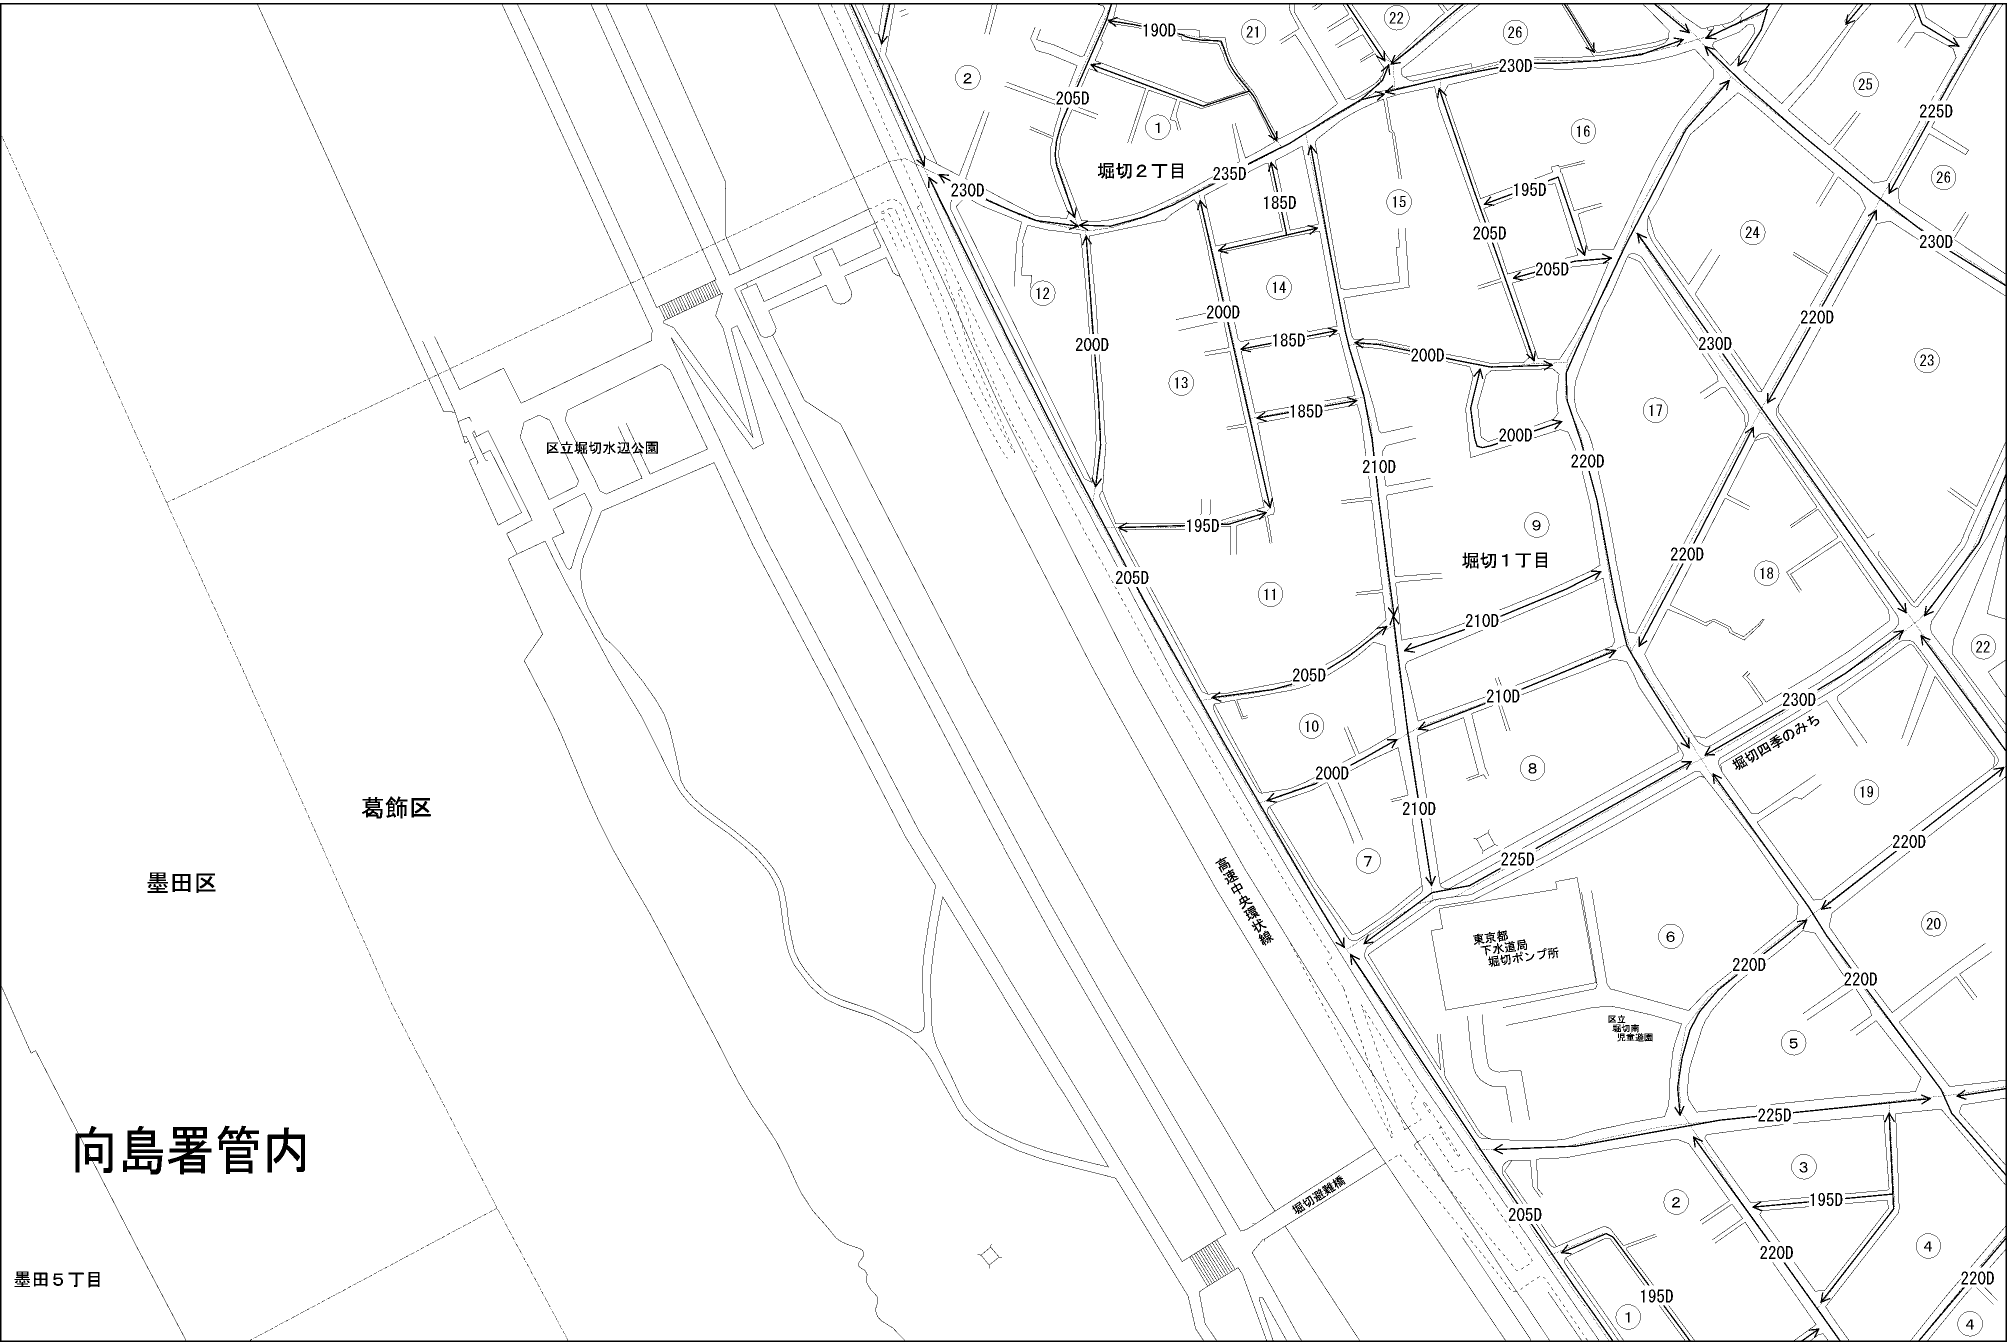 22
21
190D
26
②
230D
25
205D
225D
①
16
堀切２丁目
235D
26
230D
195D
185D
15
24
205D
230D
205D
12
14
200D
220D
185D
200D
230D
200D
23
13
185D
17
200D
区立堀切水辺公園
220D
210D
195D
9
220D
堀切１丁目
205D
18
11
210D
22
205D
210D
230D
10
堀切四季のみち
200D
8
19
葛飾区
210D
220D
7
225D
墨田区
高速中央環状線
20
6
東京都
下水道局
堀切ポンプ所
220D
220D
区立
堀切南
児童遊園
5
225D
向島署管内
3
堀切避難橋
195D
2
205D
220D
4
墨田５丁目
220D
195D
1
4